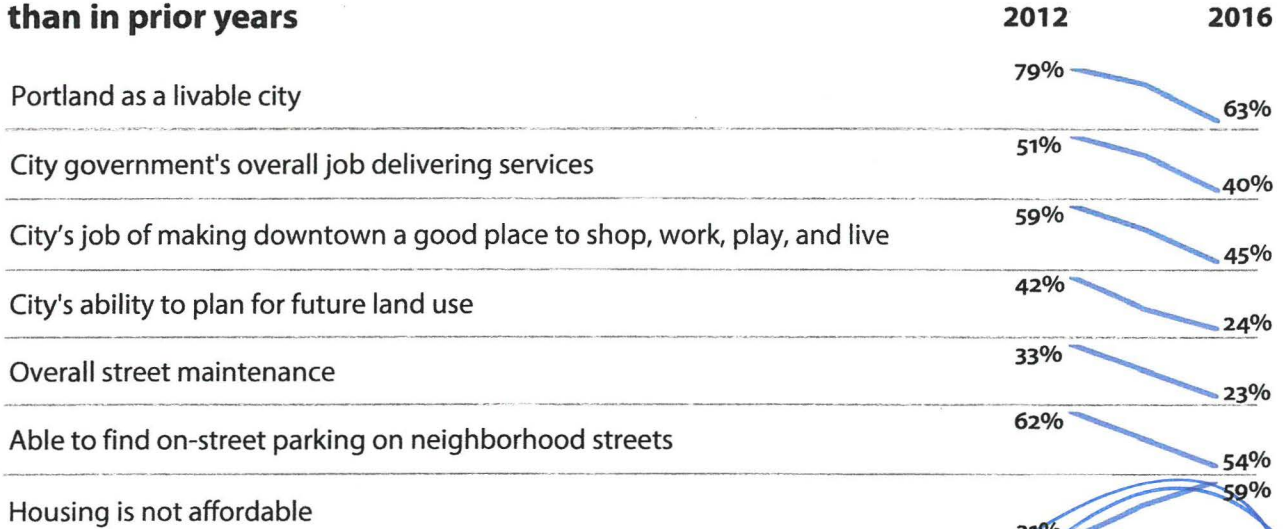 than in prior years 2012 2016
Portland as a livable city 79% 63%
City government's overall job delivering services 51% 40%
City's job of making downtown a good place to shop, work, play, and live 59% 45%
City's ability to plan for future land use 42% 24%
Overall street maintenance 33% 23%
Able to find on-street parking on neighborhood streets 62% 54%
Housing is not affordable 59%